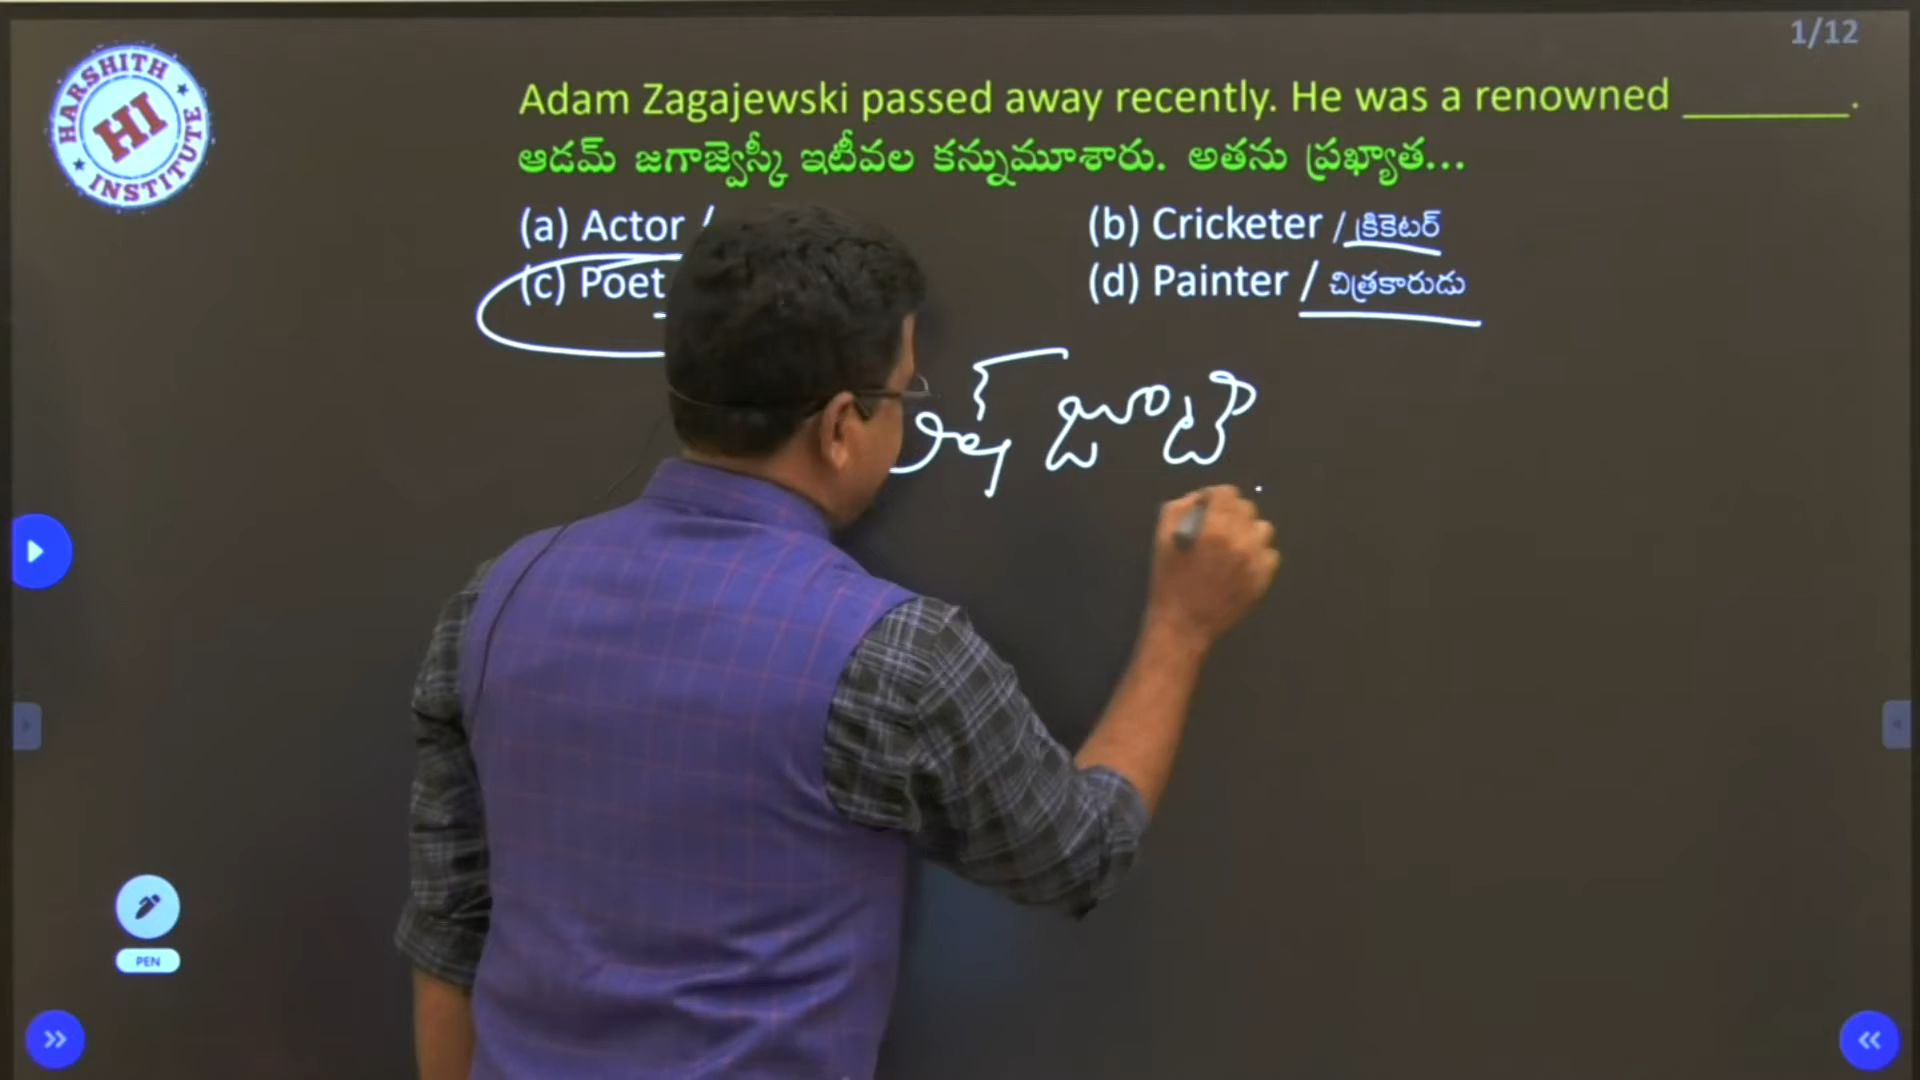 1/12
HARSHITH
HI
INSTITUTE
Adam Zagajewski passed away recently. He was a renowned ________.
ఆడమ్ జగాజ్వెస్కీ ఇటీవల కన్నుమూశారు. అతను ప్రఖ్యాత...
(a) Actor /
(b) Cricketer / క్రికెటర్
(c) Poet
(d) Painter / చిత్రకారుడు
PEN